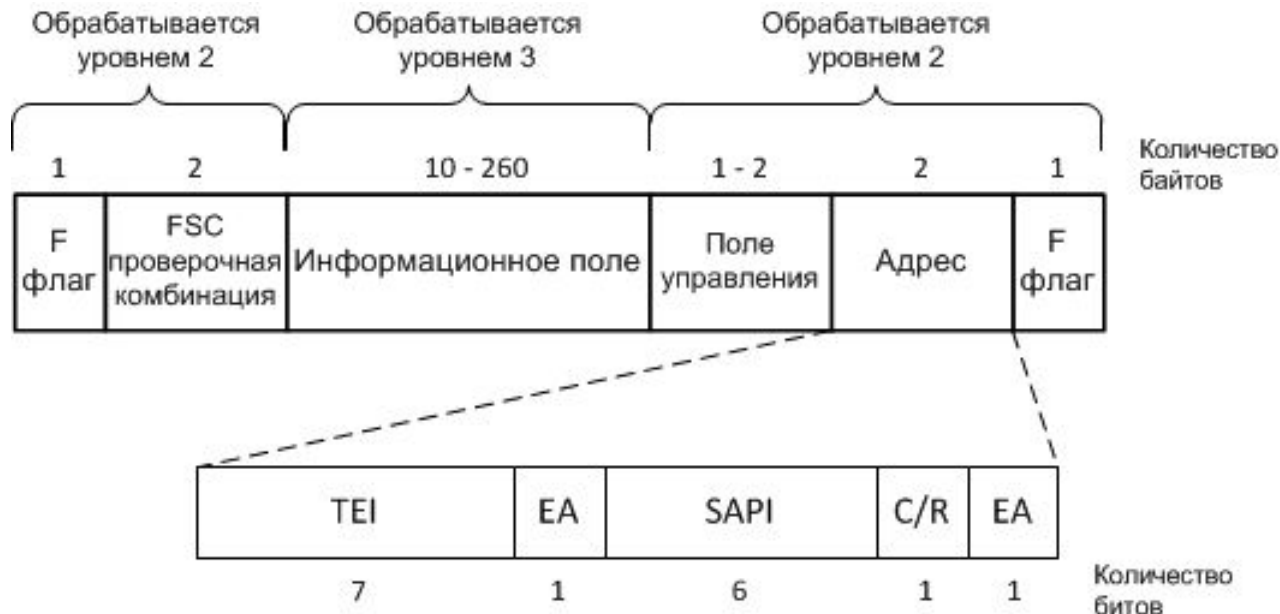 Обрабатывается
уровнем 2
Обрабатывается
уровнем 3
Обрабатывается
уровнем 2
1 2 10 - 260 1 - 2 2 1
Количество
байтов
F
флаг
FSC
проверочная
комбинация
Информационное поле
Поле
управления
Адрес
F
флаг
TEI EA SAPI C/R EA
7 1 6 1 1
Количество
битов